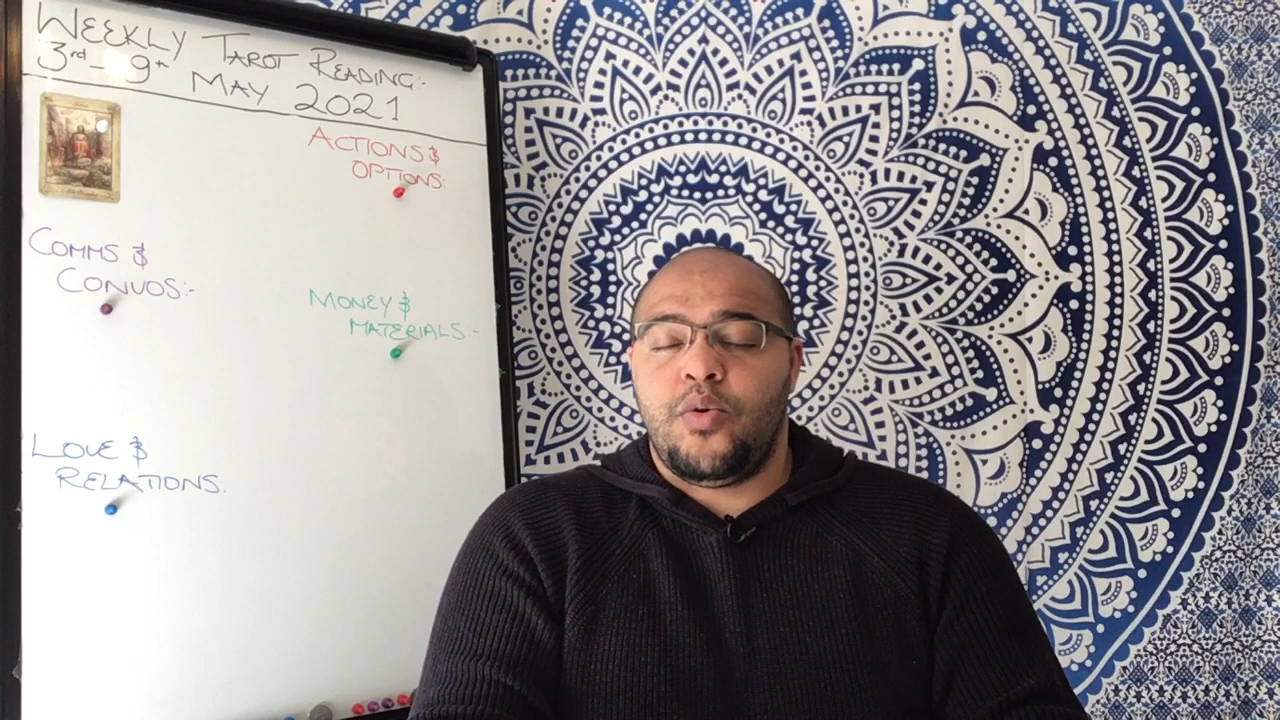 WEEKLY TAROT READING:-
3rd - 9th MAY 2021
ACTIONS &
OPTIONS:
COMMS &
CONVOS:-
MONEY &
MATERIALS -
LOVE &
RELATIONS.